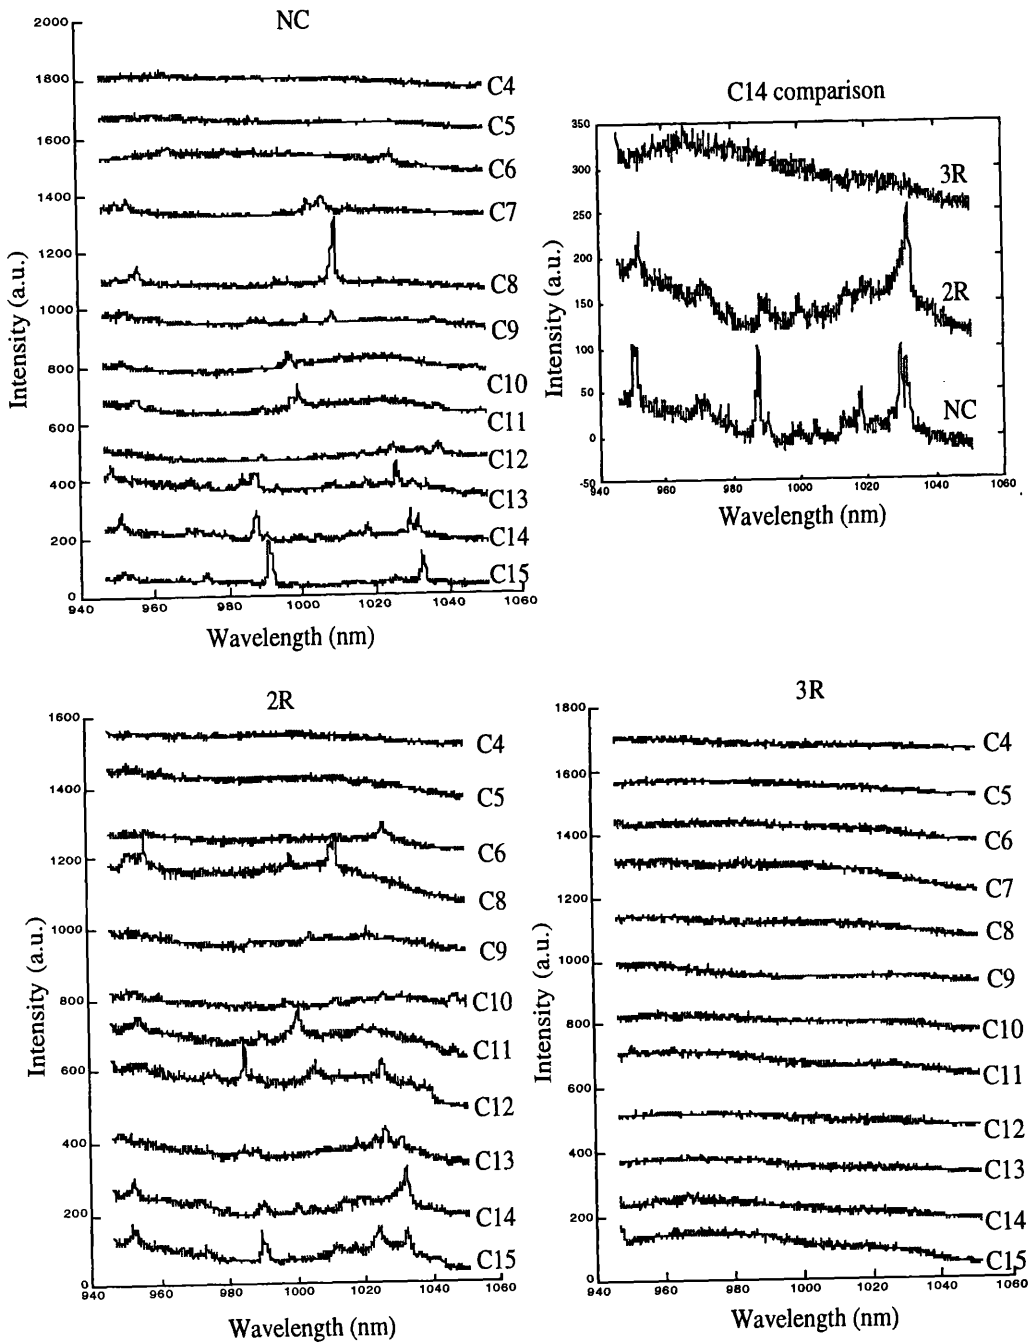 NC
2000
1800
1600
1400
1200
1000
800
600
400
200
0
940
960
980
1000
1020
1040
1060
Intensity (a.u.)
Wavelength (nm)
C4
C5
C6
C7
C8
C9
C10
C11
C12
C13
C14
C15
C14 comparison
350
300
250
200
150
100
50
0
-50
940
960
980
1000
1020
1040
1060
Intensity (a.u.)
Wavelength (nm)
3R
2R
NC
2R
1600
1400
1200
1000
800
600
400
200
0
940
960
980
1000
1020
1040
1060
Intensity (a.u.)
Wavelength (nm)
C4
C5
C6
C8
C9
C10
C11
C12
C13
C14
C15
3R
1800
1600
1400
1200
1000
800
600
400
200
0
940
960
980
1000
1020
1040
1060
Intensity (a.u.)
Wavelength (nm)
C4
C5
C6
C7
C8
C9
C10
C11
C12
C13
C14
C15